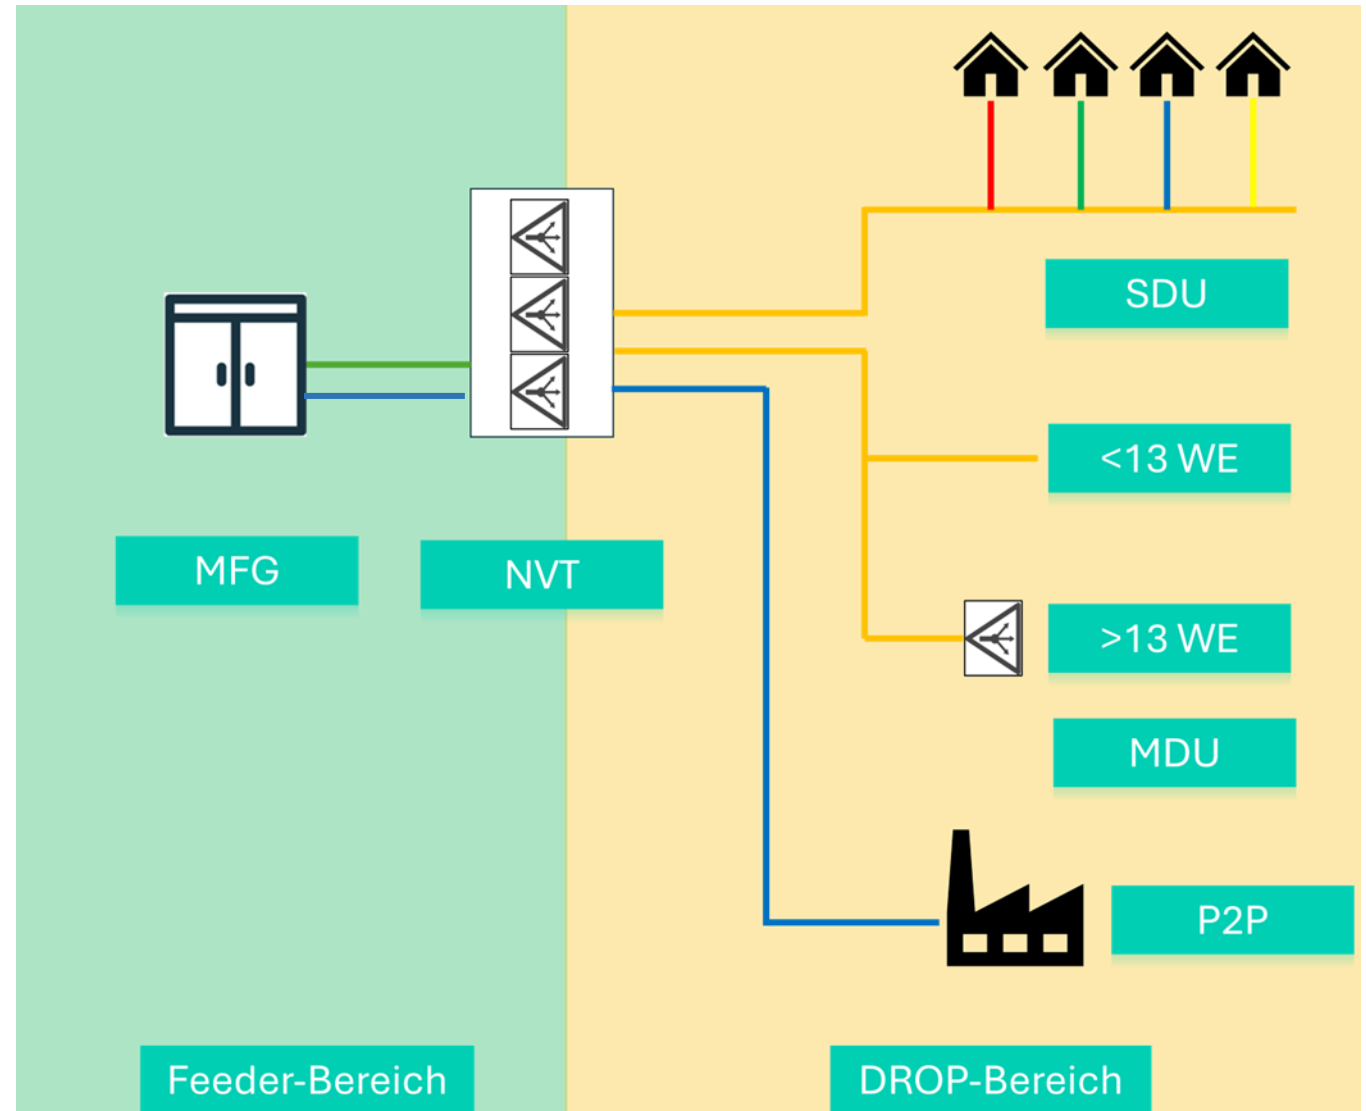 SDU
<13 WE
MFG
NVT
>13 WE
MDU
P2P
Feeder-Bereich
DROP-Bereich